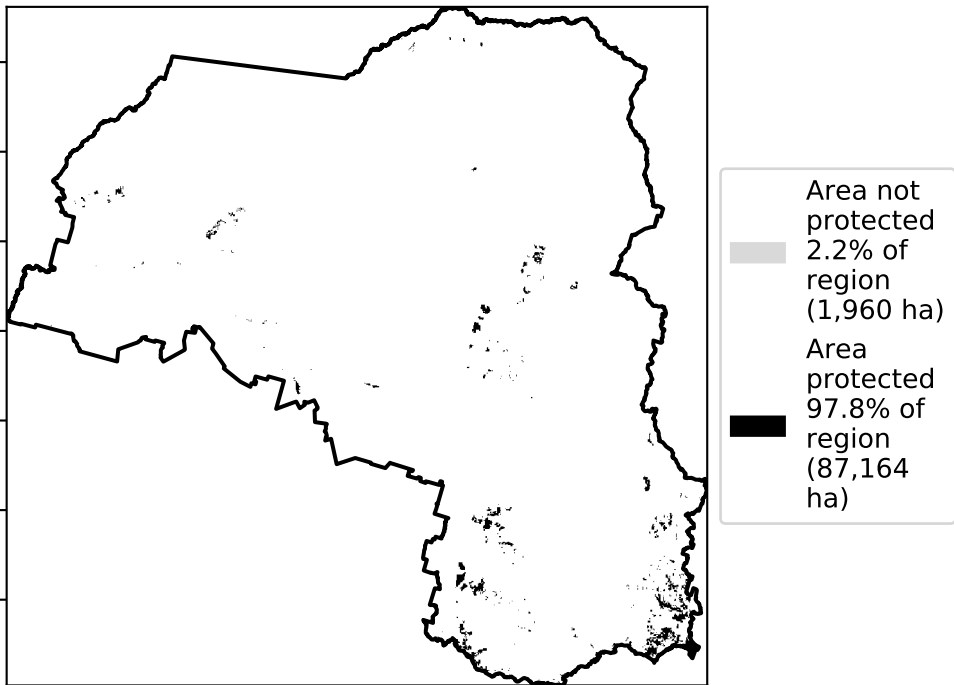 Area not
protected
2.2% of
region
(1,960 ha)
Area
protected
97.8% of
region
(87,164
ha)